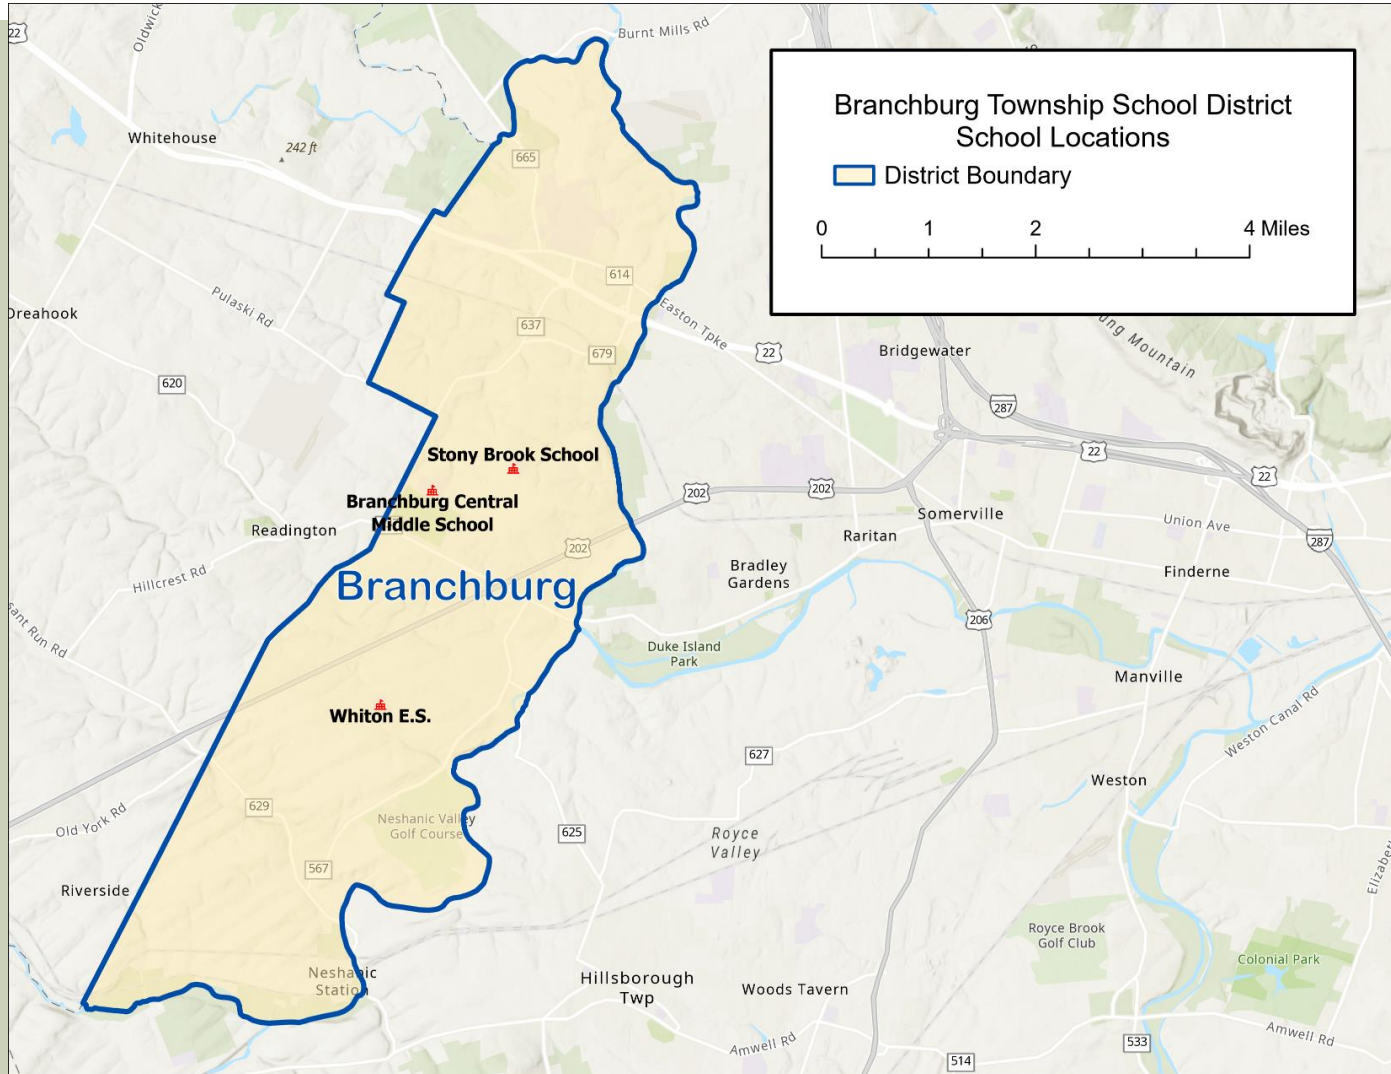 Branchburg Township School District
School Locations
District Boundary
0 1 2 4 Miles
22
Burnt Mills Rd
Oldwick
Whitehouse
242 ft
665
614
Pulaski Rd
Oreahook
637
Easton Tpke
679
22
Bridgewater
620
287
22
22
Stony Brook School
Branchburg Central
Middle School
202
202
Somerville
Union Ave
Readington
Raritan
202
287
Hillcrest Rd
Bradley
Gardens
Finderne
Branchburg
206
Run Rd
Duke Island
Park
Manville
Whiton E.S.
Weston Canal Rd
627
Weston
629
Old York Rd
Neshanic Valley
Golf Course
625
Royce
Valley
567
Riverside
Royce Brook
Golf Club
Colonial Park
Neshanic
Station
Hillsborough
Twp
Woods Tavern
Amwell Rd
533
Amwell Rd
514